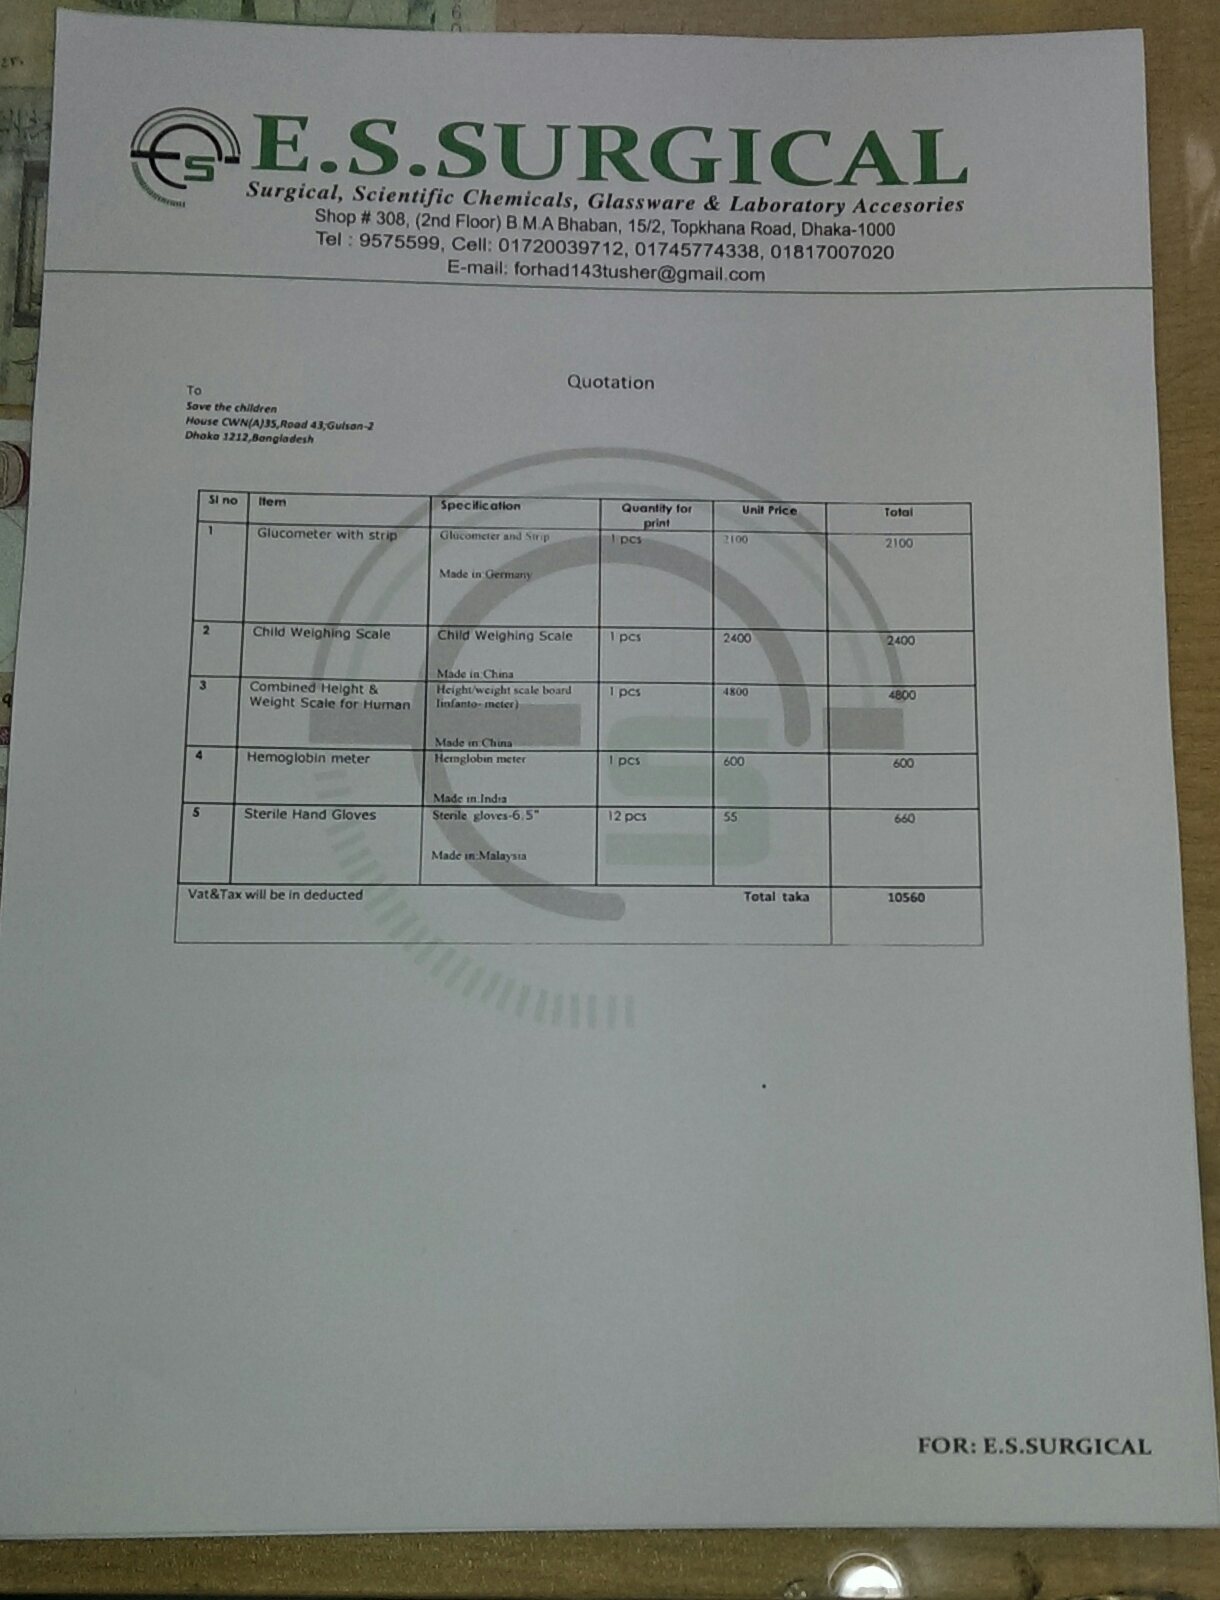 ES
E.S.SURGICAL
Surgical, Scientific Chemicals, Glassware & Laboratory Accesories
Shop # 308, (2nd Floor) B.M.A Bhaban, 15/2, Topkhana Road, Dhaka-1000
Tel : 9575599, Cell: 01720039712, 01745774338, 01817007020
E-mail: forhad143tusher@gmail.com
Quotation
To
Save the children
House CWN(A)35,Road 43,Gulsan-2
Dhaka 1212,Bangladesh
Sl no Item Specification Quantity for print Unit Price Total
1 Glucometer with strip Glucometer and Strip 1 pcs 2100 2100
Made in:Germany
2 Child Weighing Scale Child Weighing Scale 1 pcs 2400 2400
Made in China
3 Combined Height & Height/weight scale board 1 pcs 4800 4800
Weight Scale for Human Iinfanto- meter)
Made in:China
4 Hemoglobin meter Hemglobin meter 1 pcs 600 600
Made in.India
5 Sterile Hand Gloves Sterile gloves-6.5" 12 pcs 55 660
Made in:Malaysia
Vat&Tax will be in deducted Total taka 10560
FOR: E.S.SURGICAL